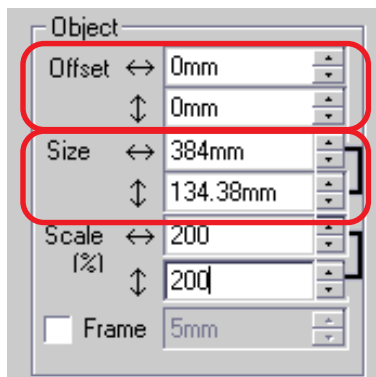 Object
Offset ↔ 0mm
↕ 0mm
Size ↔ 384mm
↕ 134.38mm
Scale ↔ 200
(%)
↕ 200
Frame 5mm